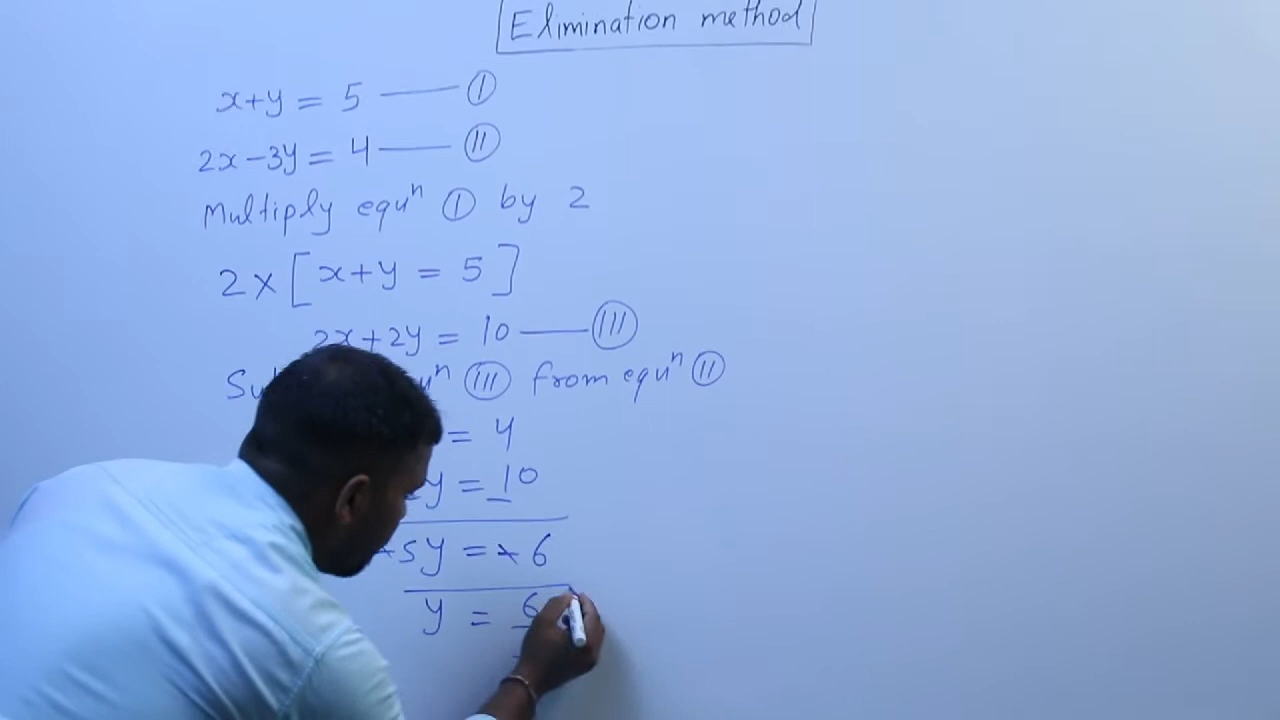 Elimination method
x+y = 5 —— I
2x-3y = 4 —— II
Multiply equⁿ I by 2
2 x [ x+y = 5 ]
2x+2y = 10 —— III
III from equⁿ II
= 4
y = 10
-5y = -6
y = 6